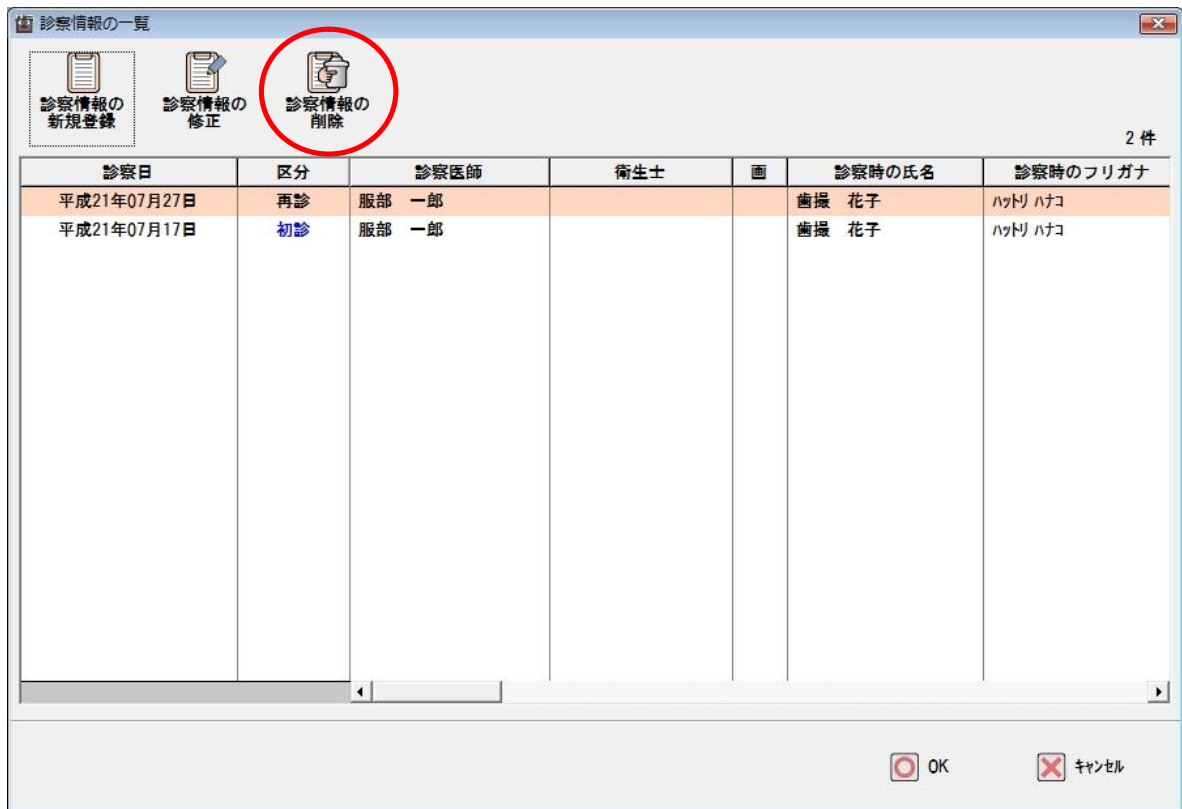 診察情報の一覧
診察情報の
新規登録
診察情報の
修正
診察情報の
削除
2 件
診察日 区分 診察医師 衛生士 画 診察時の氏名 診察時のフリガナ
平成21年07月27日 再診 服部 一郎 歯撮 花子 ﾊｯﾄﾘ ﾊﾅｺ
平成21年07月17日 初診 服部 一郎 歯撮 花子 ﾊｯﾄﾘ ﾊﾅｺ
OK ｷｬﾝｾﾙ